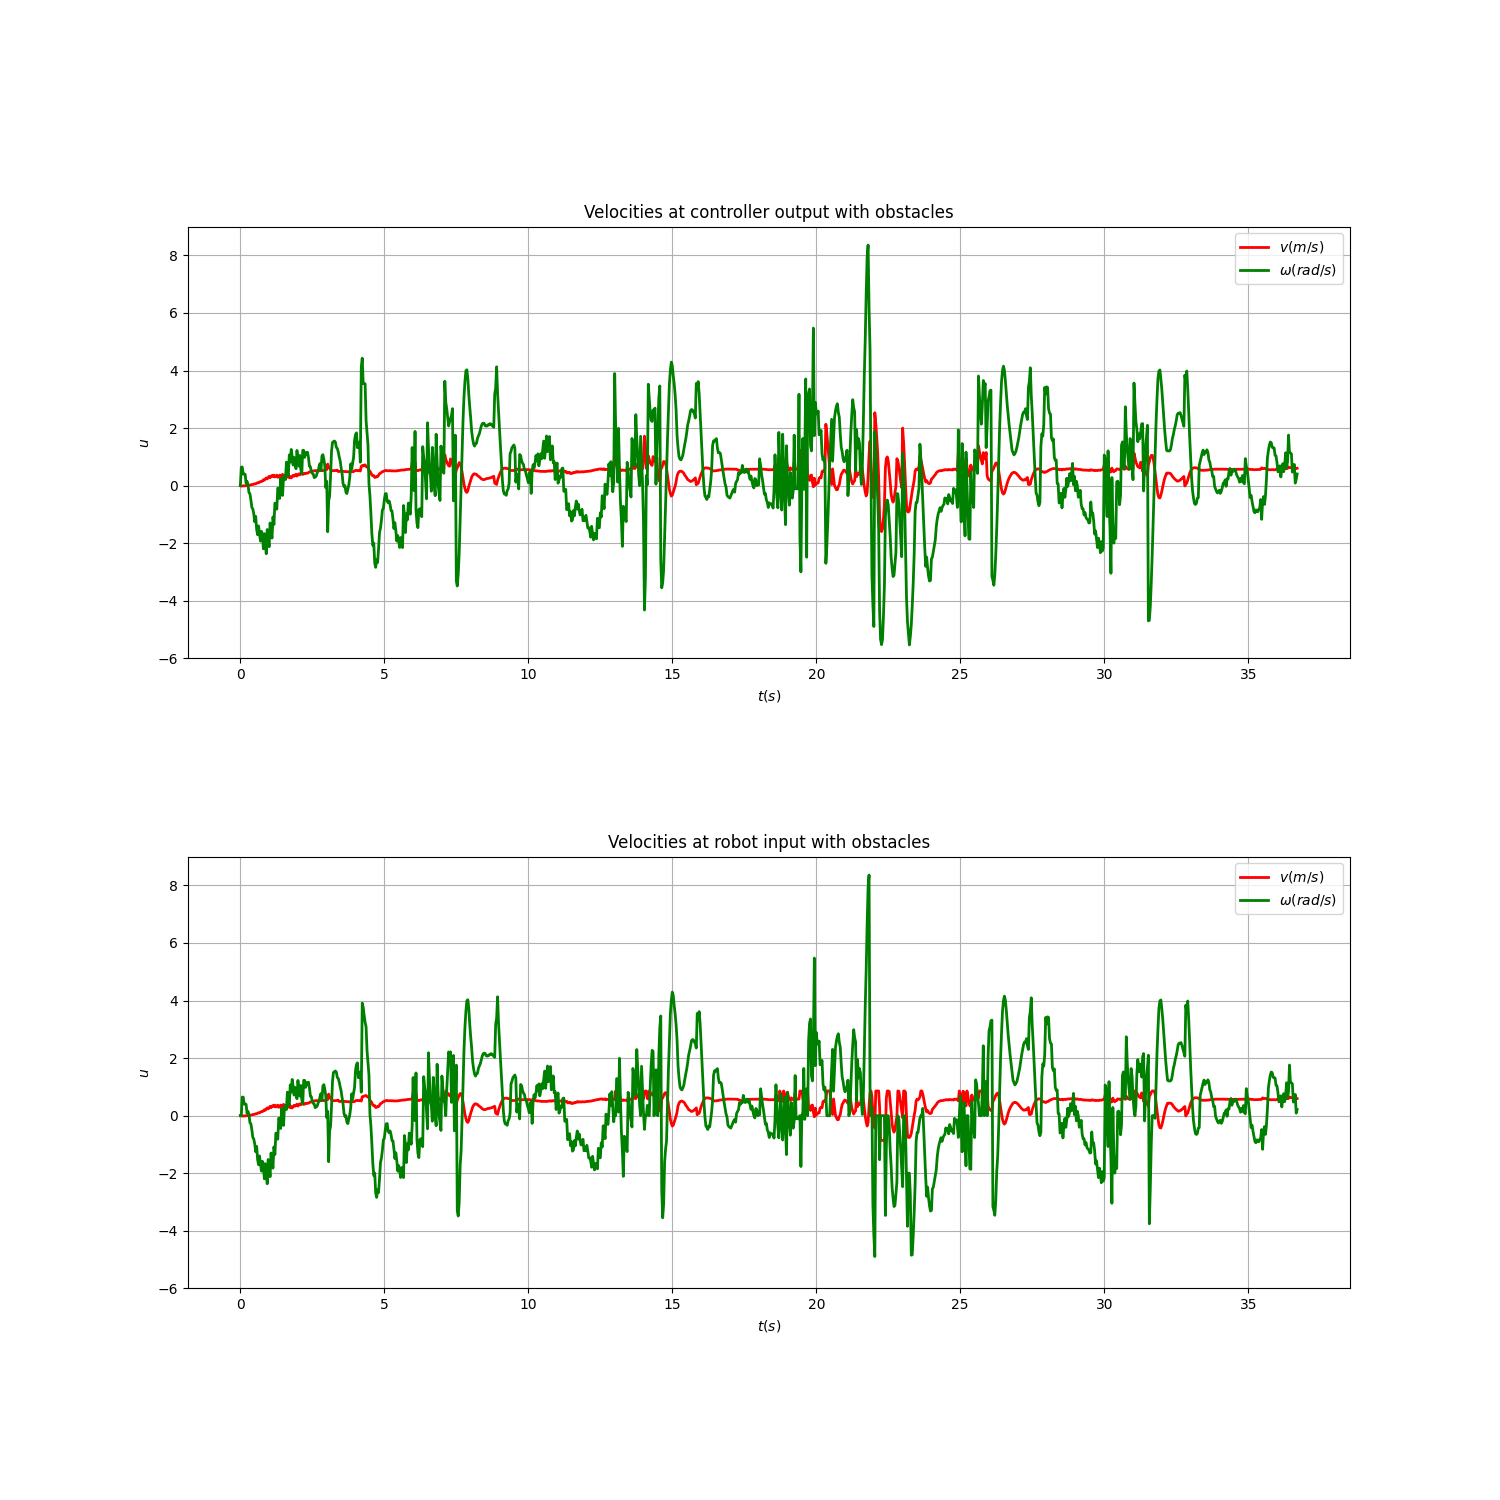 Velocities at controller output with obstacles
v(m/s)
ω(rad/s)
8
6
4
2
0
−2
−4
−6
u
0 5 10 15 20 25 30 35
t(s)
Velocities at robot input with obstacles
v(m/s)
ω(rad/s)
8
6
4
2
0
−2
−4
−6
u
0 5 10 15 20 25 30 35
t(s)